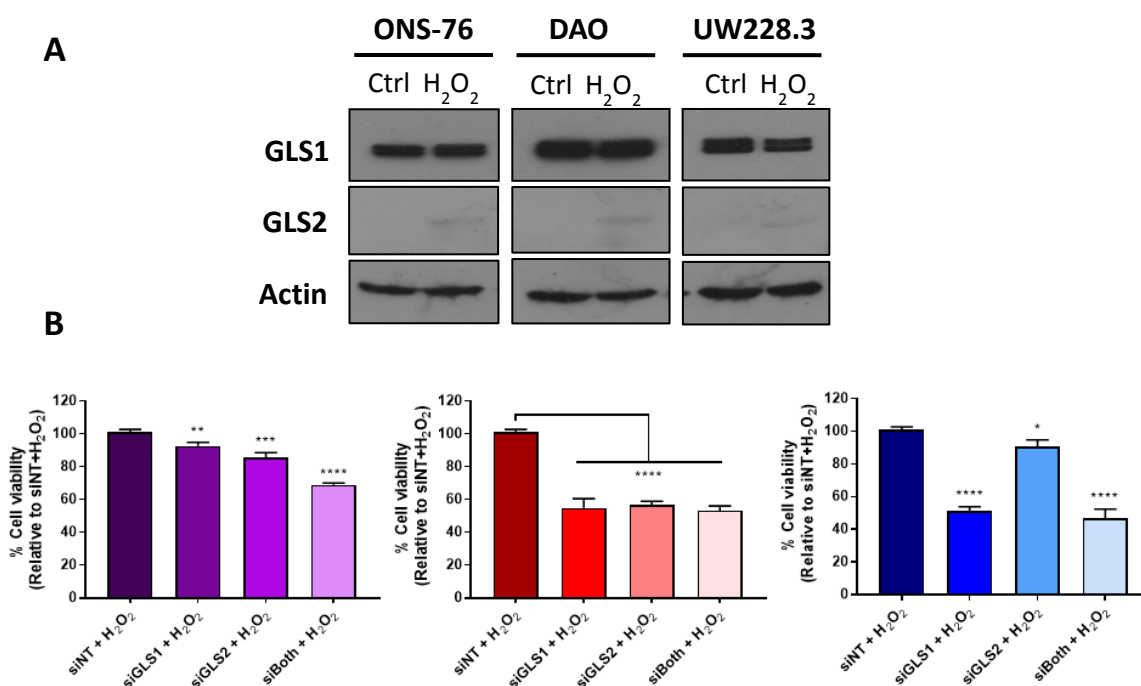 A
ONS-76 DAO UW228.3
Ctrl H₂O₂ Ctrl H₂O₂ Ctrl H₂O₂
GLS1
GLS2
Actin
B
% Cell viability
(Relative to siNT+H₂O₂)
120
100
80
60
40
20
0
**
***
****
siNT + H₂O₂
siGLS1 + H₂O₂
siGLS2 + H₂O₂
siBoth + H₂O₂
% Cell viability
(Relative to siNT+H₂O₂)
120
100
80
60
40
20
0
****
siNT + H₂O₂
siGLS1 + H₂O₂
siGLS2 + H₂O₂
siBoth + H₂O₂
% Cell viability
(Relative to siNT+H₂O₂)
120
100
80
60
40
20
0
****
*
****
siNT + H₂O₂
siGLS1 + H₂O₂
siGLS2 + H₂O₂
siBoth + H₂O₂